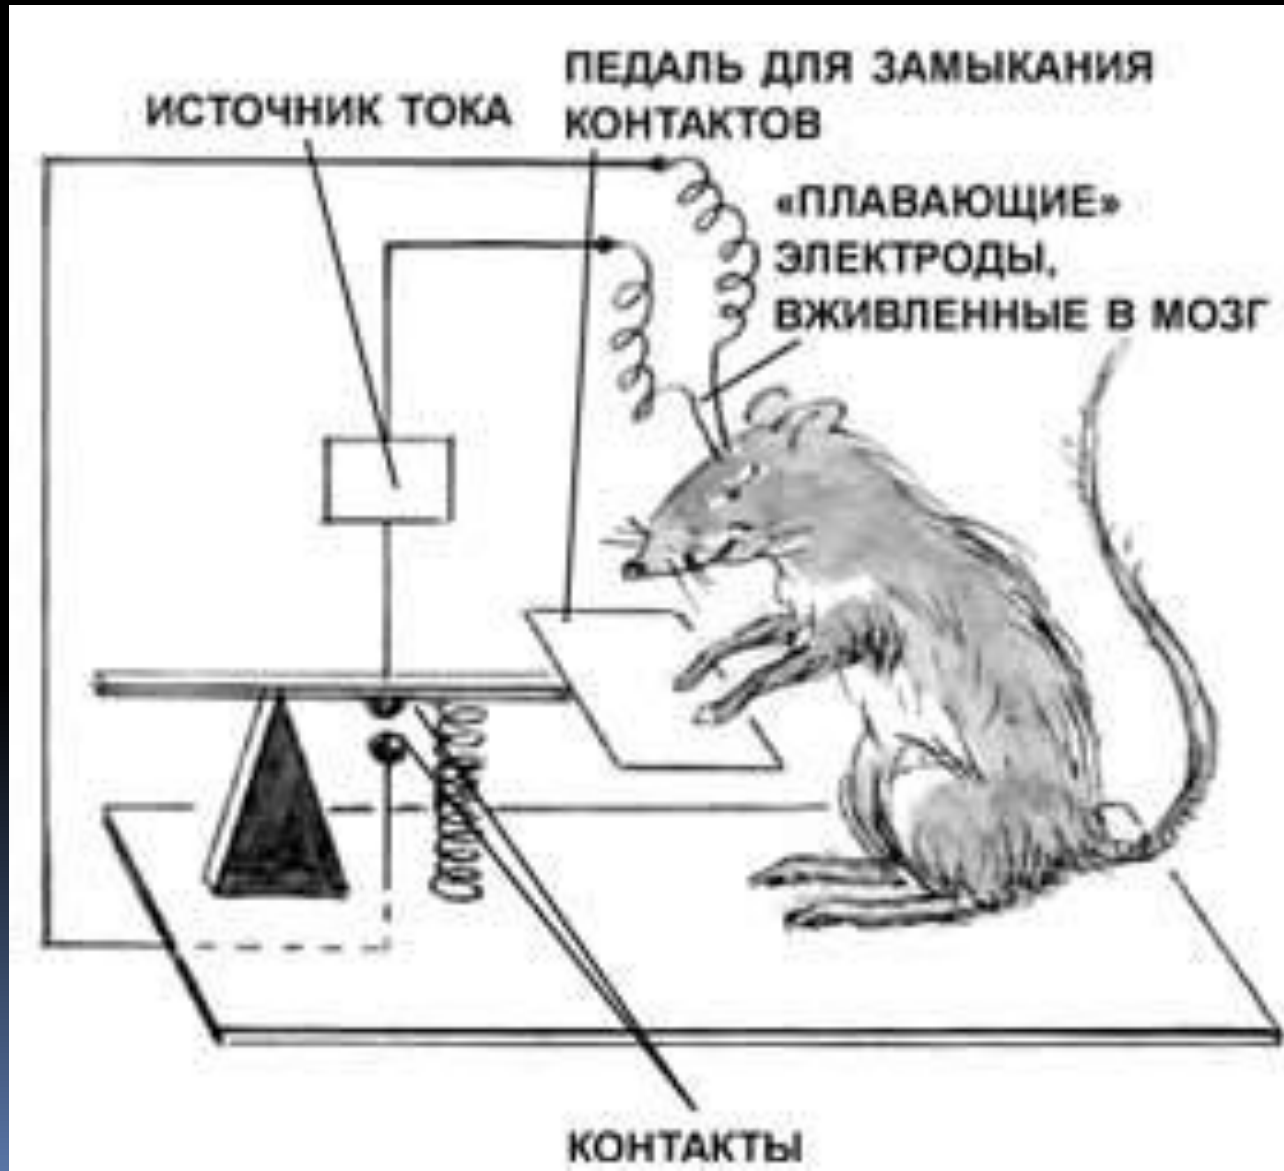 ПЕДАЛЬ ДЛЯ ЗАМЫКАНИЯ
КОНТАКТОВ
ИСТОЧНИК ТОКА
«ПЛАВАЮЩИЕ»
ЭЛЕКТРОДЫ,
ВЖИВЛЕННЫЕ В МОЗГ
КОНТАКТЫ